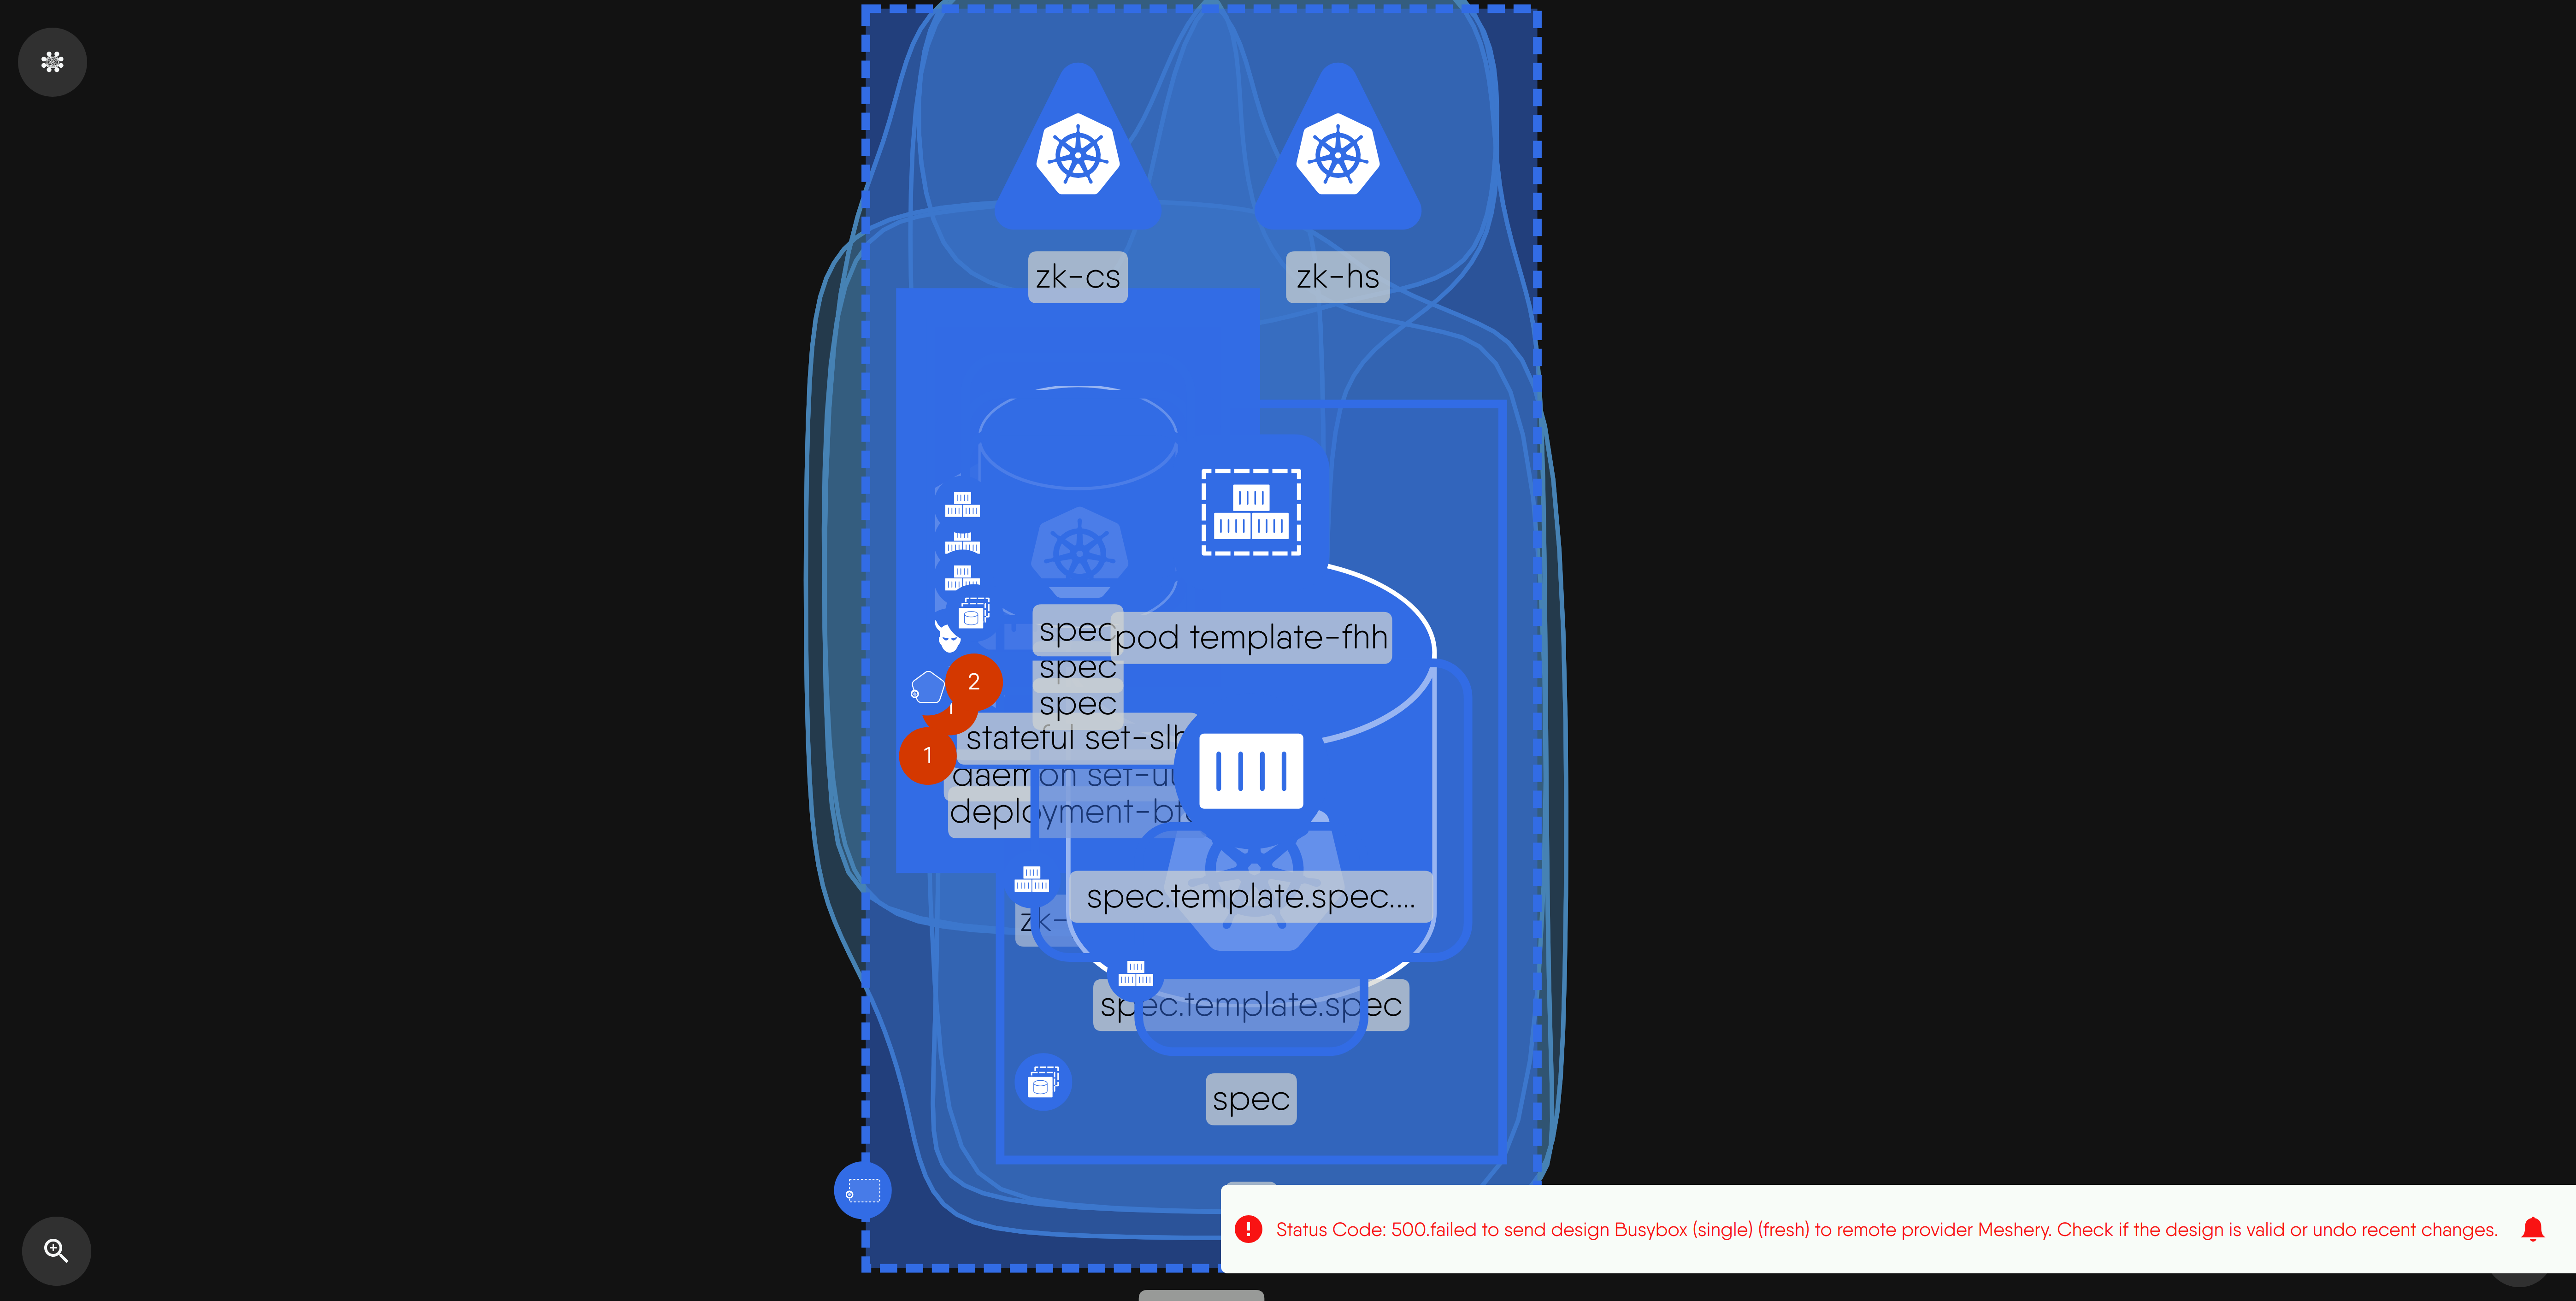 zk-cs
zk-hs
spec
pod template-fhh
spec
spec
2
1
stateful set-slh
daemon set-u
deployment-bt
spec.template.spec....
zk-
spec.template.spec
spec
Status Code: 500.failed to send design Busybox (single) (fresh) to remote provider Meshery. Check if the design is valid or undo recent changes.